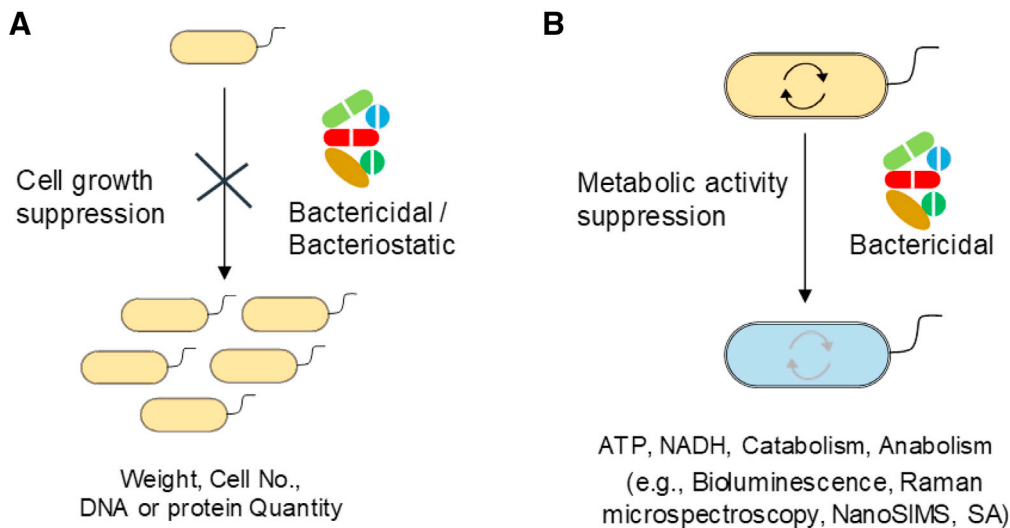 A
Cell growth
suppression
Bactericidal /
Bacteriostatic
Weight, Cell No.,
DNA or protein Quantity
B
Metabolic activity
suppression
Bactericidal
ATP, NADH, Catabolism, Anabolism
(e.g., Bioluminescence, Raman
microspectroscopy, NanoSIMS, SA)